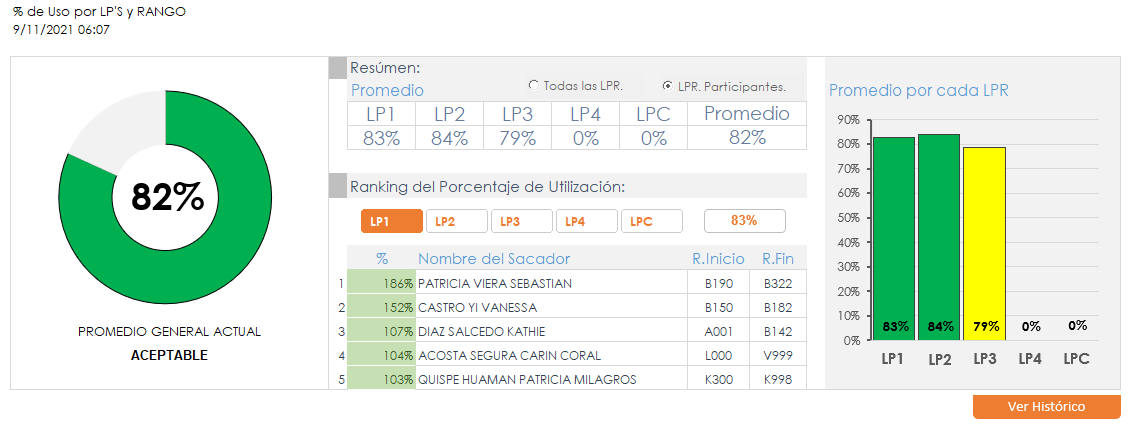 % de Uso por LP'S y RANGO
9/11/2021 06:07
82%
PROMEDIO GENERAL ACTUAL
ACEPTABLE
Resúmen:
Promedio
Todas las LPR.
LPR. Participantes.
LP1 LP2 LP3 LP4 LPC Promedio
83% 84% 79% 0% 0% 82%
Ranking del Porcentaje de Utilización:
LP1 LP2 LP3 LP4 LPC 83%
% Nombre del Sacador R.Inicio R.Fin
1 186% PATRICIA VIERA SEBASTIAN B190 B322
2 152% CASTRO YI VANESSA B150 B182
3 107% DIAZ SALCEDO KATHIE A001 B142
4 104% ACOSTA SEGURA CARIN CORAL L000 V999
5 103% QUISPE HUAMAN PATRICIA MILAGROS K300 K998
Promedio por cada LPR
90%
80%
70%
60%
50%
40%
30%
20%
10%
0%
83% 84% 79% 0% 0%
LP1 LP2 LP3 LP4 LPC
Ver Histórico